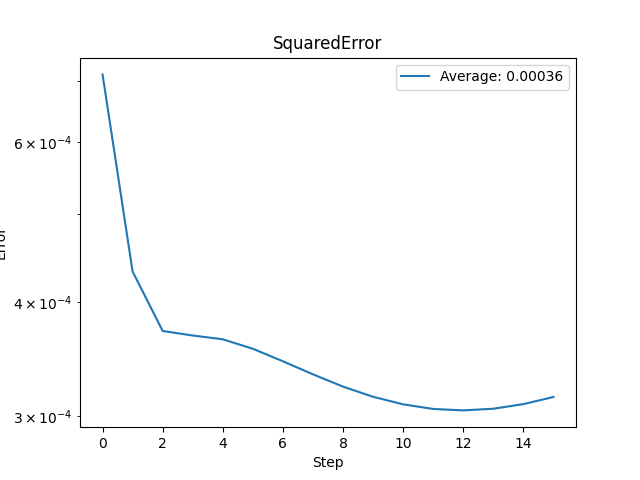 SquaredError
Average: 0.00036
6 × 10⁻⁴
4 × 10⁻⁴
3 × 10⁻⁴
Error
0 2 4 6 8 10 12 14
Step